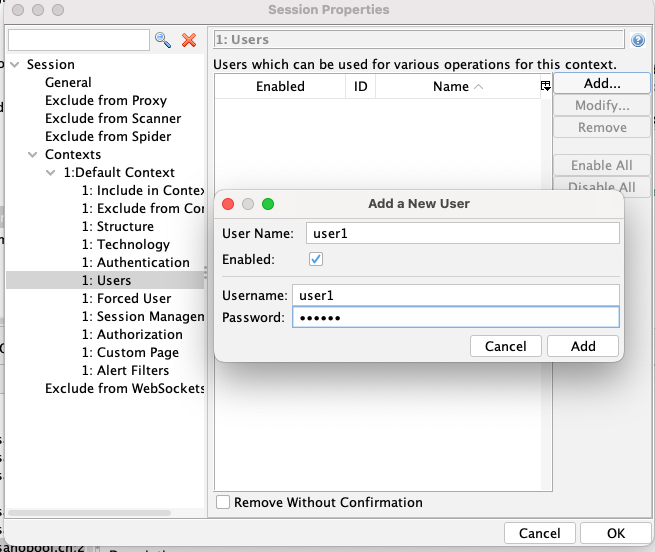 Session Properties
Session
General
Exclude from Proxy
Exclude from Scanner
Exclude from Spider
Contexts
1:Default Context
1: Include in Contex
1: Exclude from Con
1: Structure
1: Technology
1: Authentication
1: Users
1: Forced User
1: Session Managem
1: Authorization
1: Custom Page
1: Alert Filters
Exclude from WebSockets
1: Users
?
Users which can be used for various operations for this context.
Enabled ID Name
Add...
Modify...
Remove
Enable All
Disable All
Add a New User
User Name: user1
Enabled:
Username: user1
Password: ••••••
Cancel Add
Remove Without Confirmation
Cancel OK